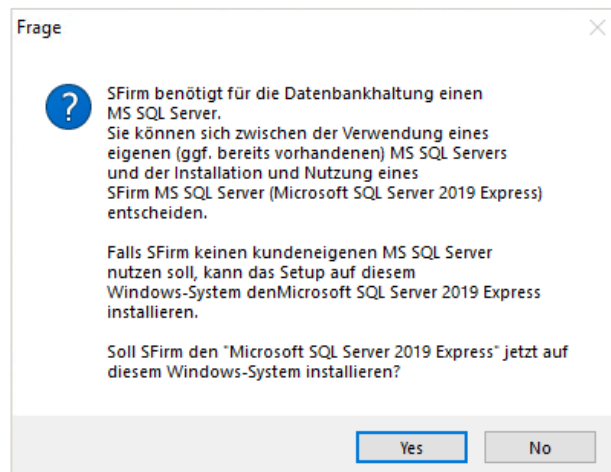 Frage
SFirm benötigt für die Datenbankhaltung einen
MS SQL Server.
Sie können sich zwischen der Verwendung eines
eigenen (ggf. bereits vorhandenen) MS SQL Servers
und der Installation und Nutzung eines
SFirm MS SQL Server (Microsoft SQL Server 2019 Express)
entscheiden.
Falls SFirm keinen kundeneigenen MS SQL Server
nutzen soll, kann das Setup auf diesem
Windows-System denMicrosoft SQL Server 2019 Express
installieren.
Soll SFirm den "Microsoft SQL Server 2019 Express" jetzt auf
diesem Windows-System installieren?
Yes No